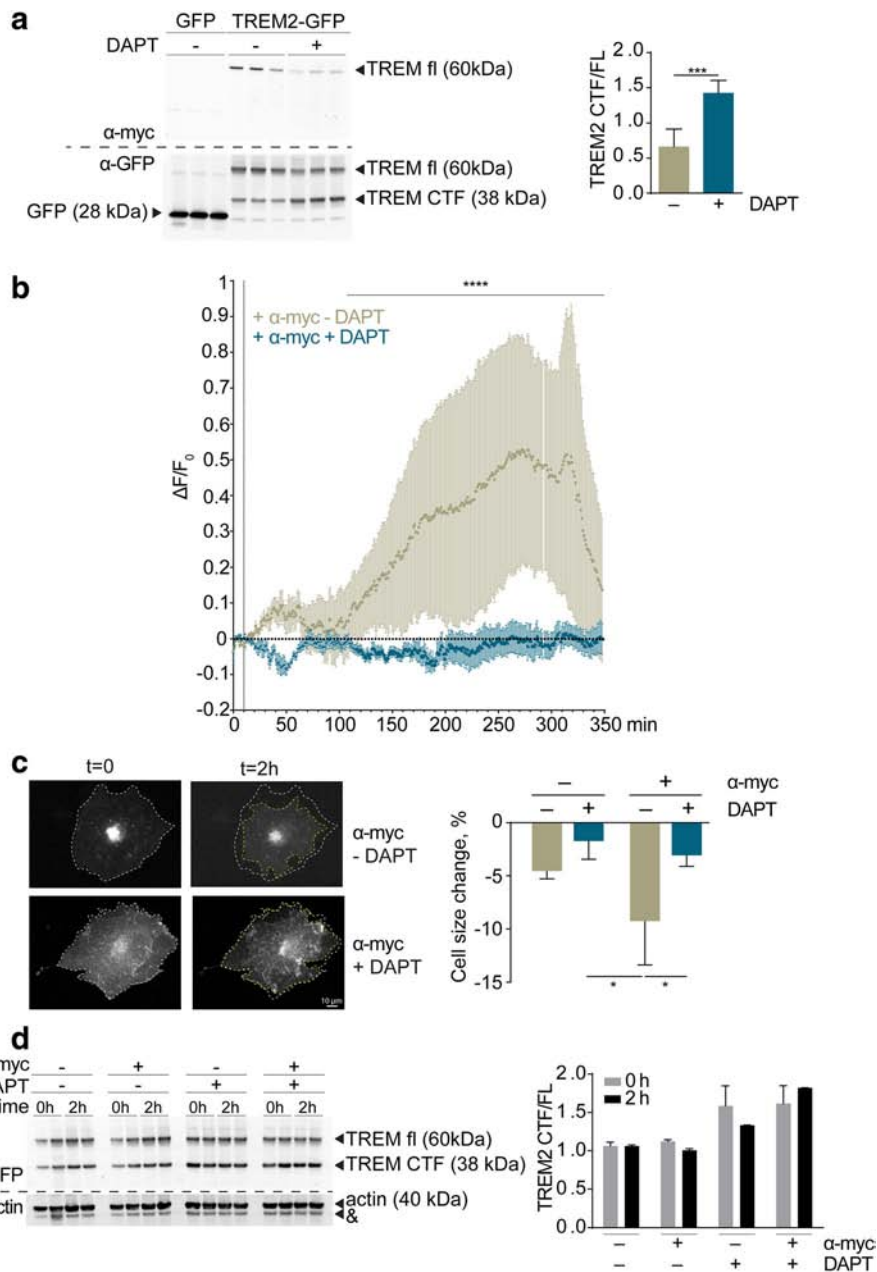 a
GFP TREM2-GFP
DAPT - - +
TREM fl (60kDa)
α-myc
α-GFP
TREM fl (60kDa)
TREM CTF (38 kDa)
GFP (28 kDa)
TREM2 CTF/FL
2.0
1.5
1.0
0.5
0.0
***
– + DAPT
b
ΔF/F0
1
0.9
0.8
0.7
0.6
0.5
0.4
0.3
0.2
0.1
0
-0.1
-0.2
****
+ α-myc - DAPT
+ α-myc + DAPT
0 50 100 150 200 250 300 350 min
c
t=0 t=2h
α-myc
- DAPT
α-myc
+ DAPT
10 µm
– + α-myc
– + – + DAPT
Cell size change, %
0
-5
-10
-15
* *
d
myc - + - +
APT - - + +
ime 0h 2h 0h 2h 0h 2h 0h 2h
TREM fl (60kDa)
TREM CTF (38 kDa)
FP
ctin
actin (40 kDa)
&
TREM2 CTF/FL
2.0
1.5
1.0
0.5
0.0
0 h
2 h
– + – + α-myc
– – + + DAPT